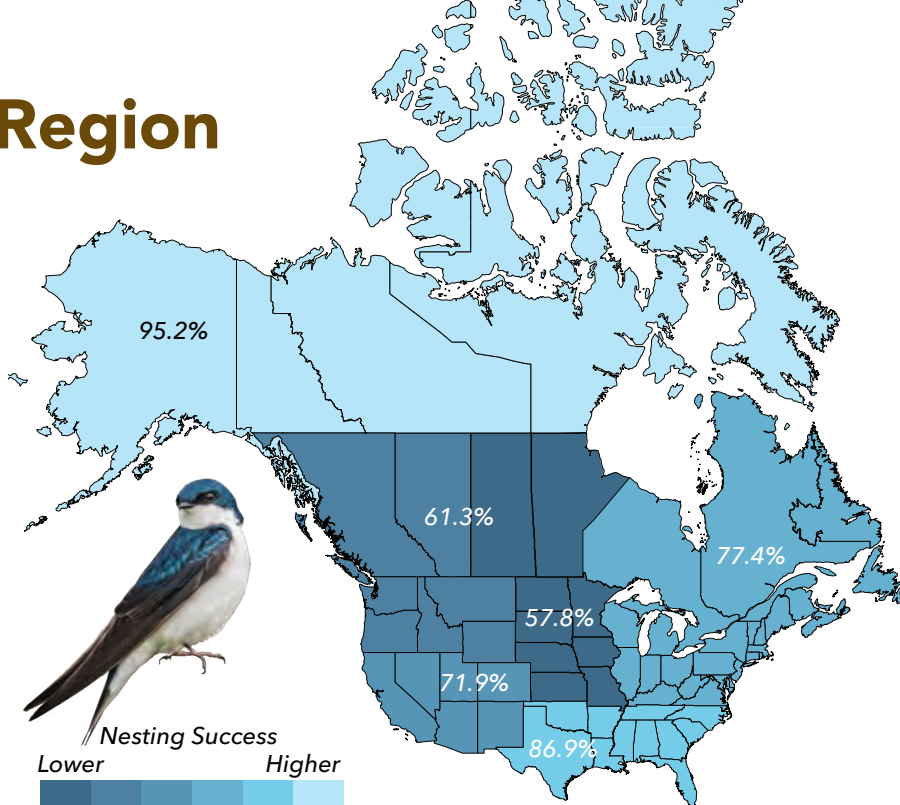 Region
95.2%
61.3%
77.4%
57.8%
71.9%
86.9%
Nesting Success
Lower Higher